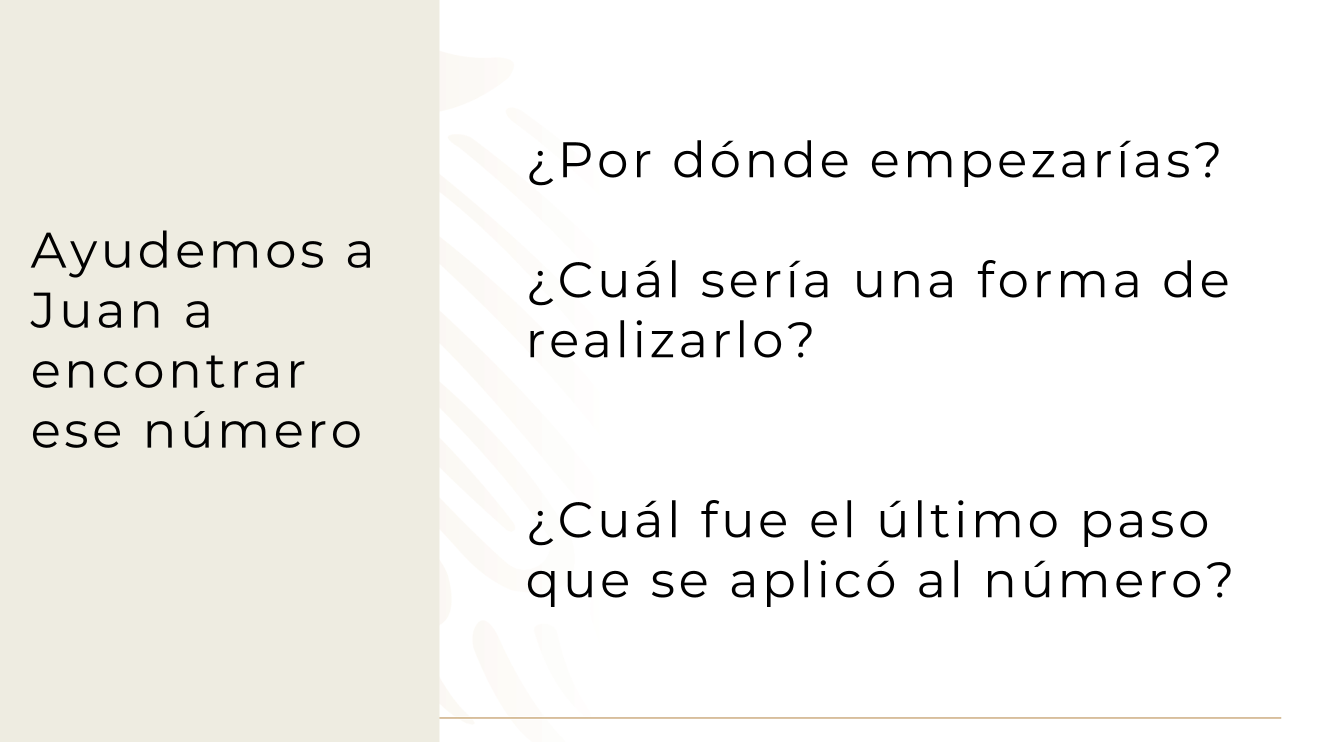 Ayudemos a
Juan a
encontrar
ese número
¿Por dónde empezarías?
¿Cuál sería una forma de
realizarlo?
¿Cuál fue el último paso
que se aplicó al número?